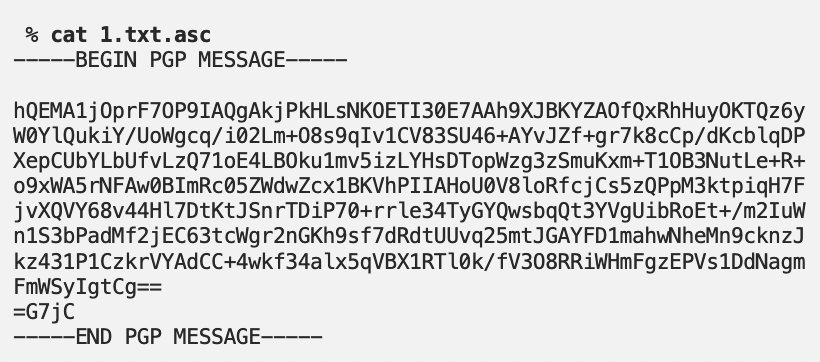 % cat 1.txt.asc
-----BEGIN PGP MESSAGE-----
hQEMA1jOprF7OP9IAQgAkjPkHLsNKOETI30E7AAh9XJBKYZAOfQxRhHuyOKTQz6y
W0YlQukiY/UoWgcq/i02Lm+O8s9qIv1CV83SU46+AYvJZf+gr7k8cCp/dKcblqDP
XepCUbYLbUfvLzQ71oE4LBOku1mv5izLYHsDTopWzg3zSmuKxm+T1OB3NutLe+R+
o9xWA5rNFAw0BImRc05ZWdwZcx1BKVhPIIAHoU0V8loRfcjCs5zQPpM3ktpiqH7F
jvXQVY68v44Hl7DtKtJSnrTDiP70+rrle34TyGYQwsbqQt3YVgUibRoEt+/m2IuW
n1S3bPadMf2jEC63tcWgr2nGKh9sf7dRdtUUvq25mtJGAYFD1mahwNheMn9cknzJ
kz431P1CzkrVYAdCC+4wkf34alx5qVBX1RTl0k/fV3O8RRiWHmFgzEPVs1DdNagm
FmWSyIgtCg==
=G7jC
-----END PGP MESSAGE-----